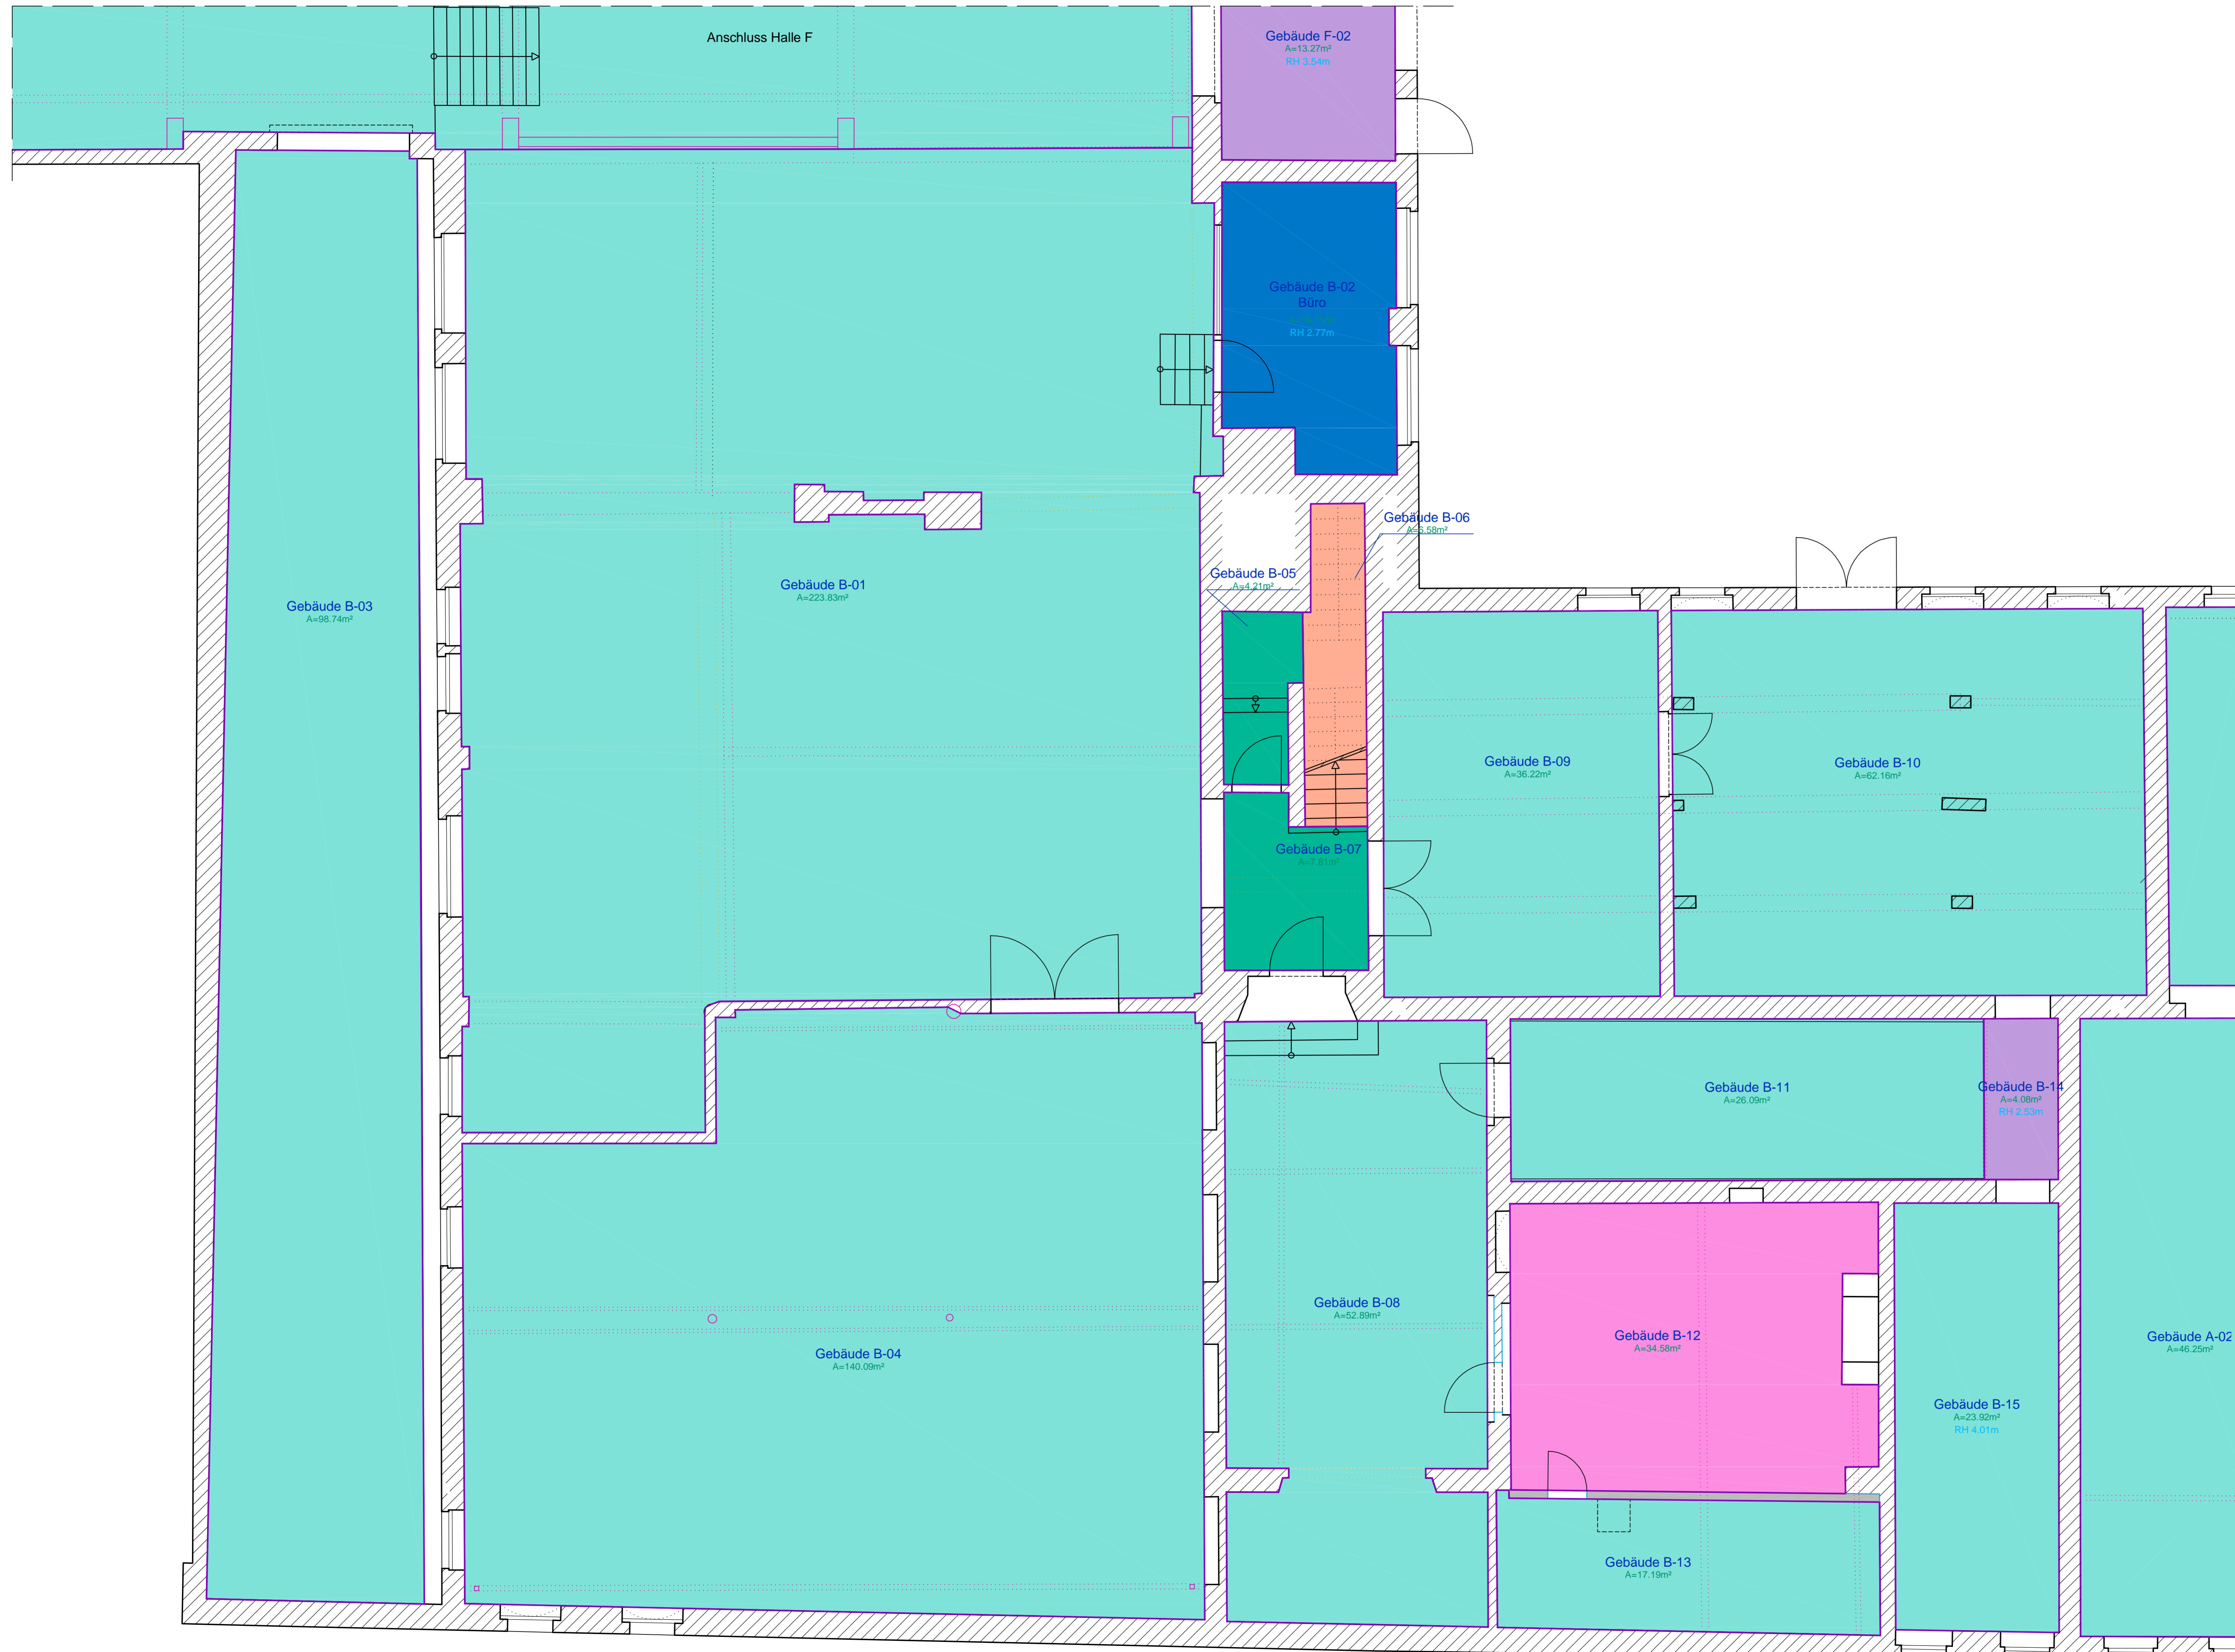 Anschluss Halle F
Gebäude F-02
A=13.27m²
RH 3.54m
Gebäude B-02
Büro
RH 2.77m
Gebäude B-06
A=6.58m²
Gebäude B-05
A=4.21m²
Gebäude B-01
A=223.83m²
Gebäude B-03
A=98.74m²
Gebäude B-09
A=36.22m²
Gebäude B-10
A=62.16m²
Gebäude B-07
A=7.81m²
Gebäude B-11
A=26.09m²
Gebäude B-14
A=4.08m²
RH 2.53m
Gebäude B-08
A=52.89m²
Gebäude B-12
A=34.58m²
Gebäude A-02
A=46.25m²
Gebäude B-04
A=140.09m²
Gebäude B-15
A=23.92m²
RH 4.01m
Gebäude B-13
A=17.19m²